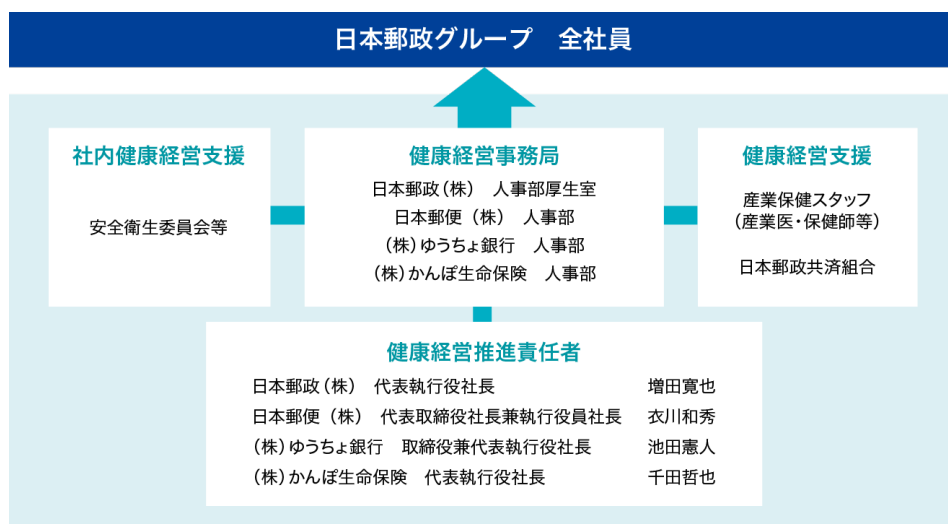 日本郵政グループ　全社員
社内健康経営支援
安全衛生委員会等
健康経営事務局
日本郵政（株）　人事部厚生室
日本郵便（株）　人事部
（株）ゆうちょ銀行　人事部
（株）かんぽ生命保険　人事部
健康経営支援
産業保健スタッフ
（産業医・保健師等）
日本郵政共済組合
健康経営推進責任者
日本郵政（株）　代表執行役社長　増田寛也
日本郵便（株）　代表取締役社長兼執行役員社長　衣川和秀
（株）ゆうちょ銀行　取締役兼代表執行役社長　池田憲人
（株）かんぽ生命保険　代表執行役社長　千田哲也